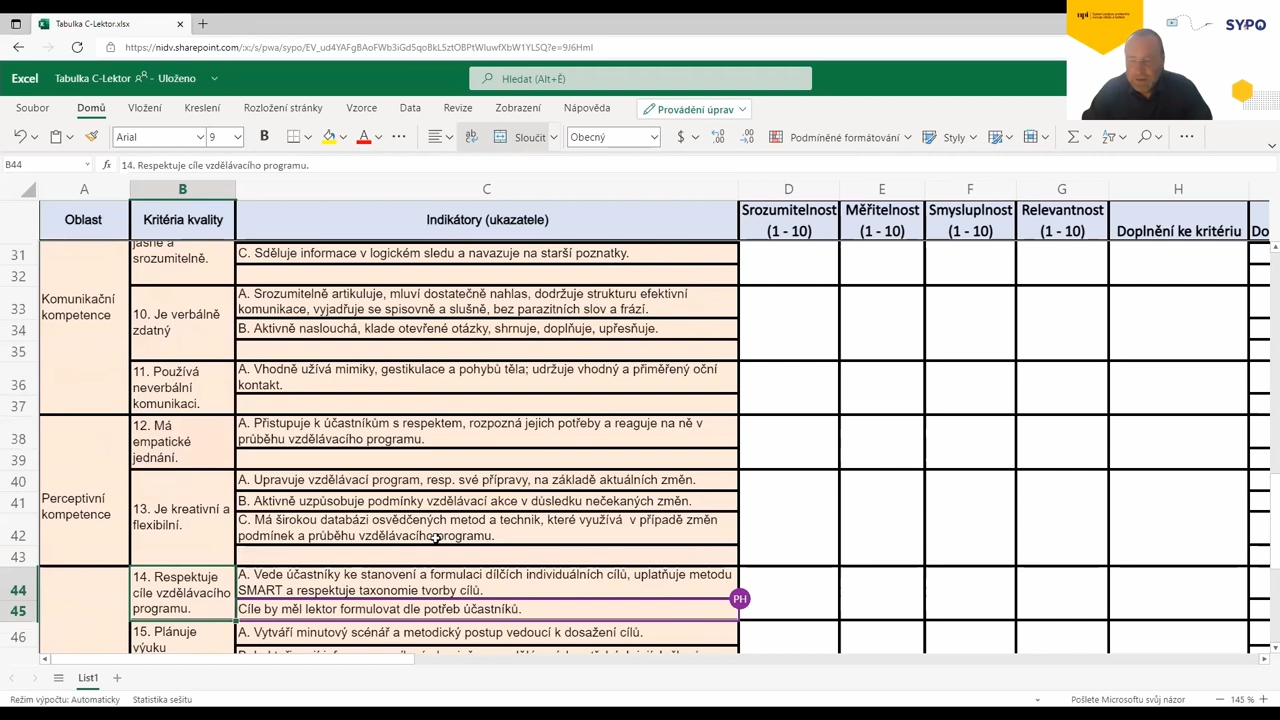 Tabulka C-Lektor.xlsx
https://nidv.sharepoint.com/:x:/s/pwa/sypo/EV_ud4YAFgBAoFWb3iGd5qoBkL5ztOBPtWluwfXbW1YLSQ?e=9J6HmI
npi
SYPO
Excel
Tabulka C-Lektor - Uloženo
Hledat (Alt+É)
Soubor Domů Vložení Kreslení Rozložení stránky Vzorce Data Revize Zobrazení Nápověda Provádění úprav
Arial 9 B A Sloučit Obecný $ Podmíněné formátování Styly
B44 fx 14. Respektuje cíle vzdělávacího programu.
A B C D E F G H
Oblast Kritéria kvality Indikátory (ukazatele) Srozumitelnost (1 - 10) Měřitelnost (1 - 10) Smysluplnost (1 - 10) Relevantnost (1 - 10) Doplnění ke kritériu Do
jasně a
srozumitelně.
31 C. Sděluje informace v logickém sledu a navazuje na starší poznatky.
32
Komunikační
kompetence
10. Je verbálně
zdatný
33 A. Srozumitelně artikuluje, mluví dostatečně nahlas, dodržuje strukturu efektivní
komunikace, vyjadřuje se spisovně a slušně, bez parazitních slov a frází.
34 B. Aktivně naslouchá, klade otevřené otázky, shrnuje, doplňuje, upřesňuje.
35
11. Používá
neverbální
komunikaci.
36 A. Vhodně užívá mimiky, gestikulace a pohybů těla; udržuje vhodný a přiměřený oční
kontakt.
37
12. Má
empatické
jednání.
38 A. Přistupuje k účastníkům s respektem, rozpozná jejich potřeby a reaguje na ně v
průběhu vzdělávacího programu.
39
Perceptivní
kompetence
13. Je kreativní a
flexibilní.
40 A. Upravuje vzdělávací program, resp. své přípravy, na základě aktuálních změn.
41 B. Aktivně uzpůsobuje podmínky vzdělávací akce v důsledku nečekaných změn.
42 C. Má širokou databázi osvědčených metod a technik, které využívá v případě změn
podmínek a průběhu vzdělávacího programu.
43
14. Respektuje
cíle vzdělávacího
programu.
44 A. Vede účastníky ke stanovení a formulaci dílčích individuálních cílů, uplatňuje metodu
SMART a respektuje taxonomie tvorby cílů.
PH
45 Cíle by měl lektor formulovat dle potřeb účastníků.
15. Plánuje
výuku
46 A. Vytváří minutový scénář a metodický postup vedoucí k dosažení cílů.
List1
Režim výpočtu: Automaticky Statistika sešitu Pošlete Microsoftu svůj názor 145 %